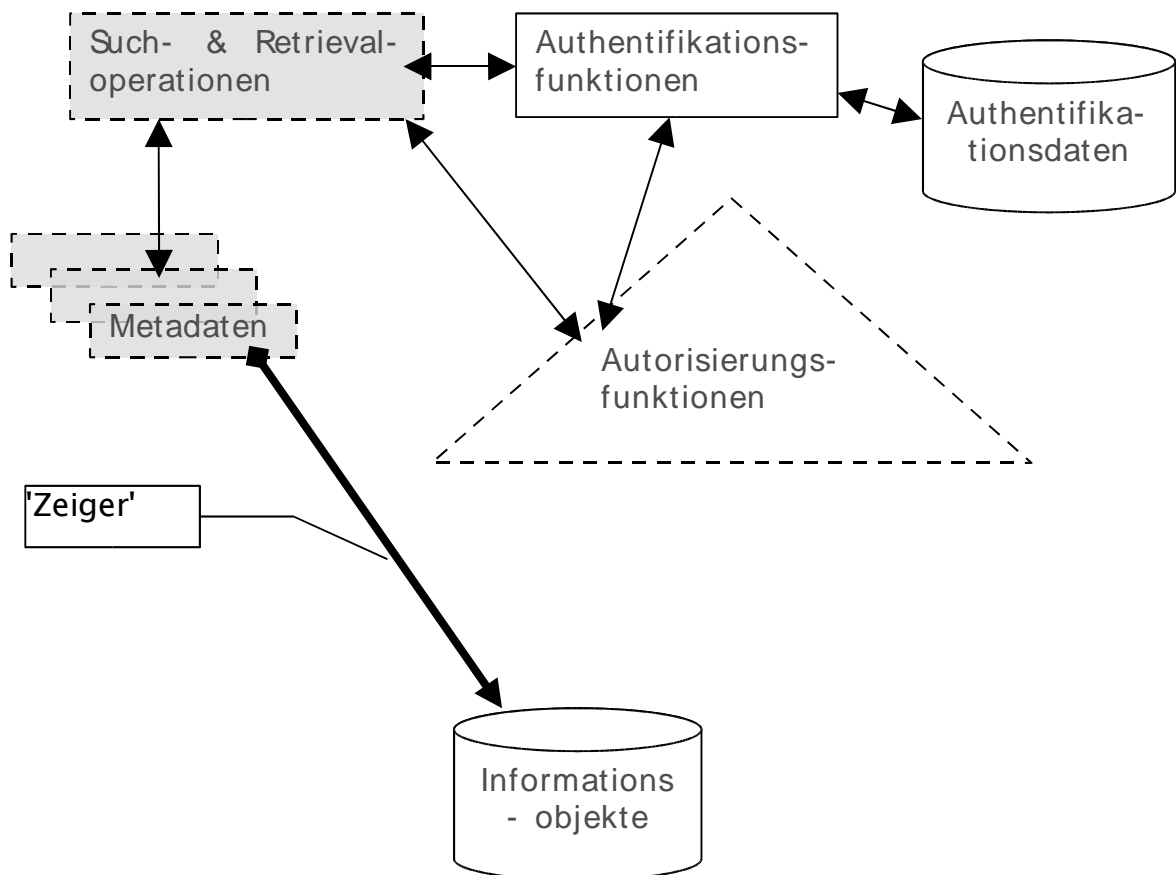 Such- & Retrieval-
operationen
Authentifikations-
funktionen
Authentifika-
tionsdaten
Metadaten
Autorisierungs-
funktionen
'Zeiger'
Informations
- objekte